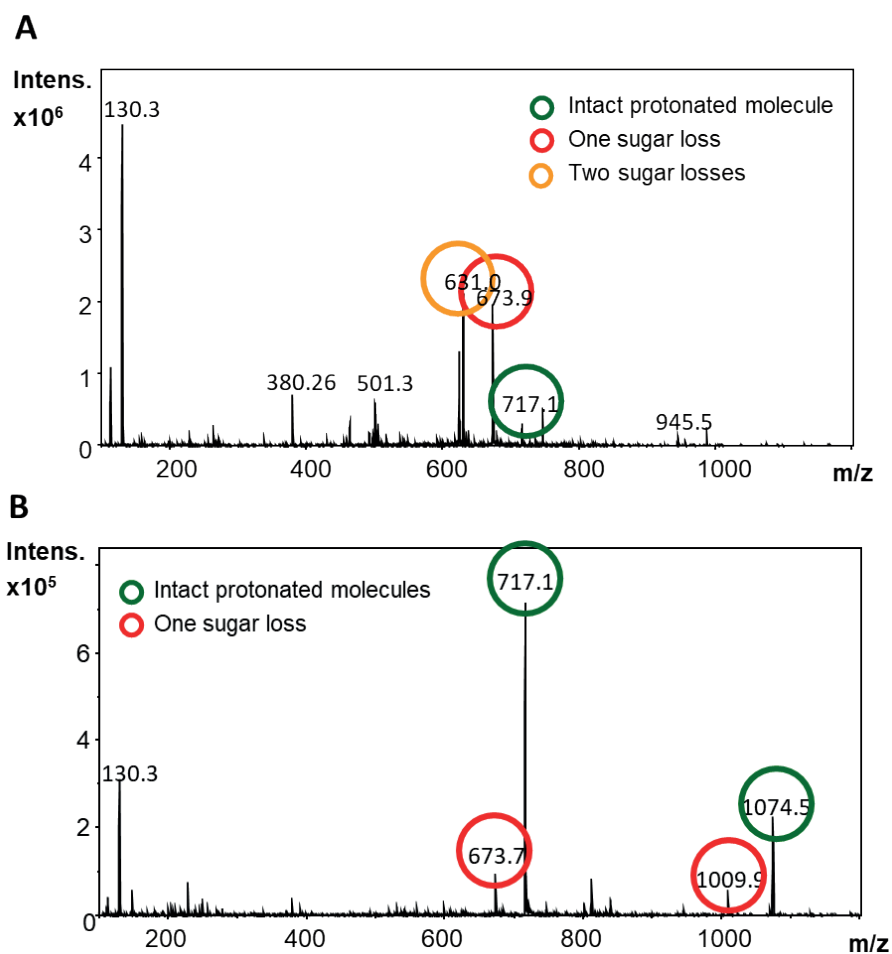 A
Intens.
x10⁶
130.3
Intact protonated molecule
One sugar loss
Two sugar losses
4
3
631.0
673.9
2
1
380.26
501.3
717.1
945.5
0
200
400
600
800
1000
m/z
B
Intens.
x10⁵
717.1
Intact protonated molecules
One sugar loss
6
4
130.3
1074.5
2
673.7
1009.9
0
200
400
600
800
1000
m/z